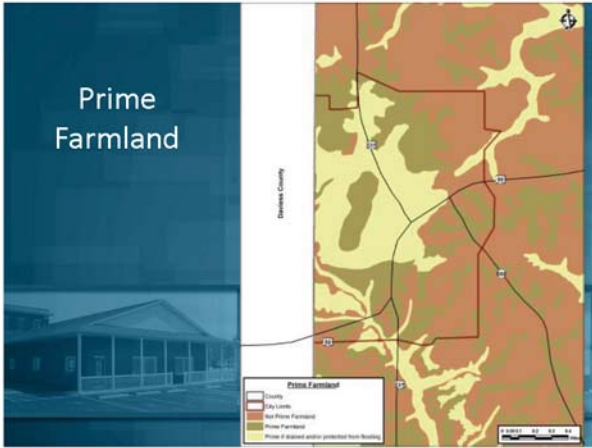 Prime
Farmland
Daviess County
Prime Farmland
County
City Limits
Not Prime Farmland
Prime Farmland
Prime if drained and/or protected from flooding